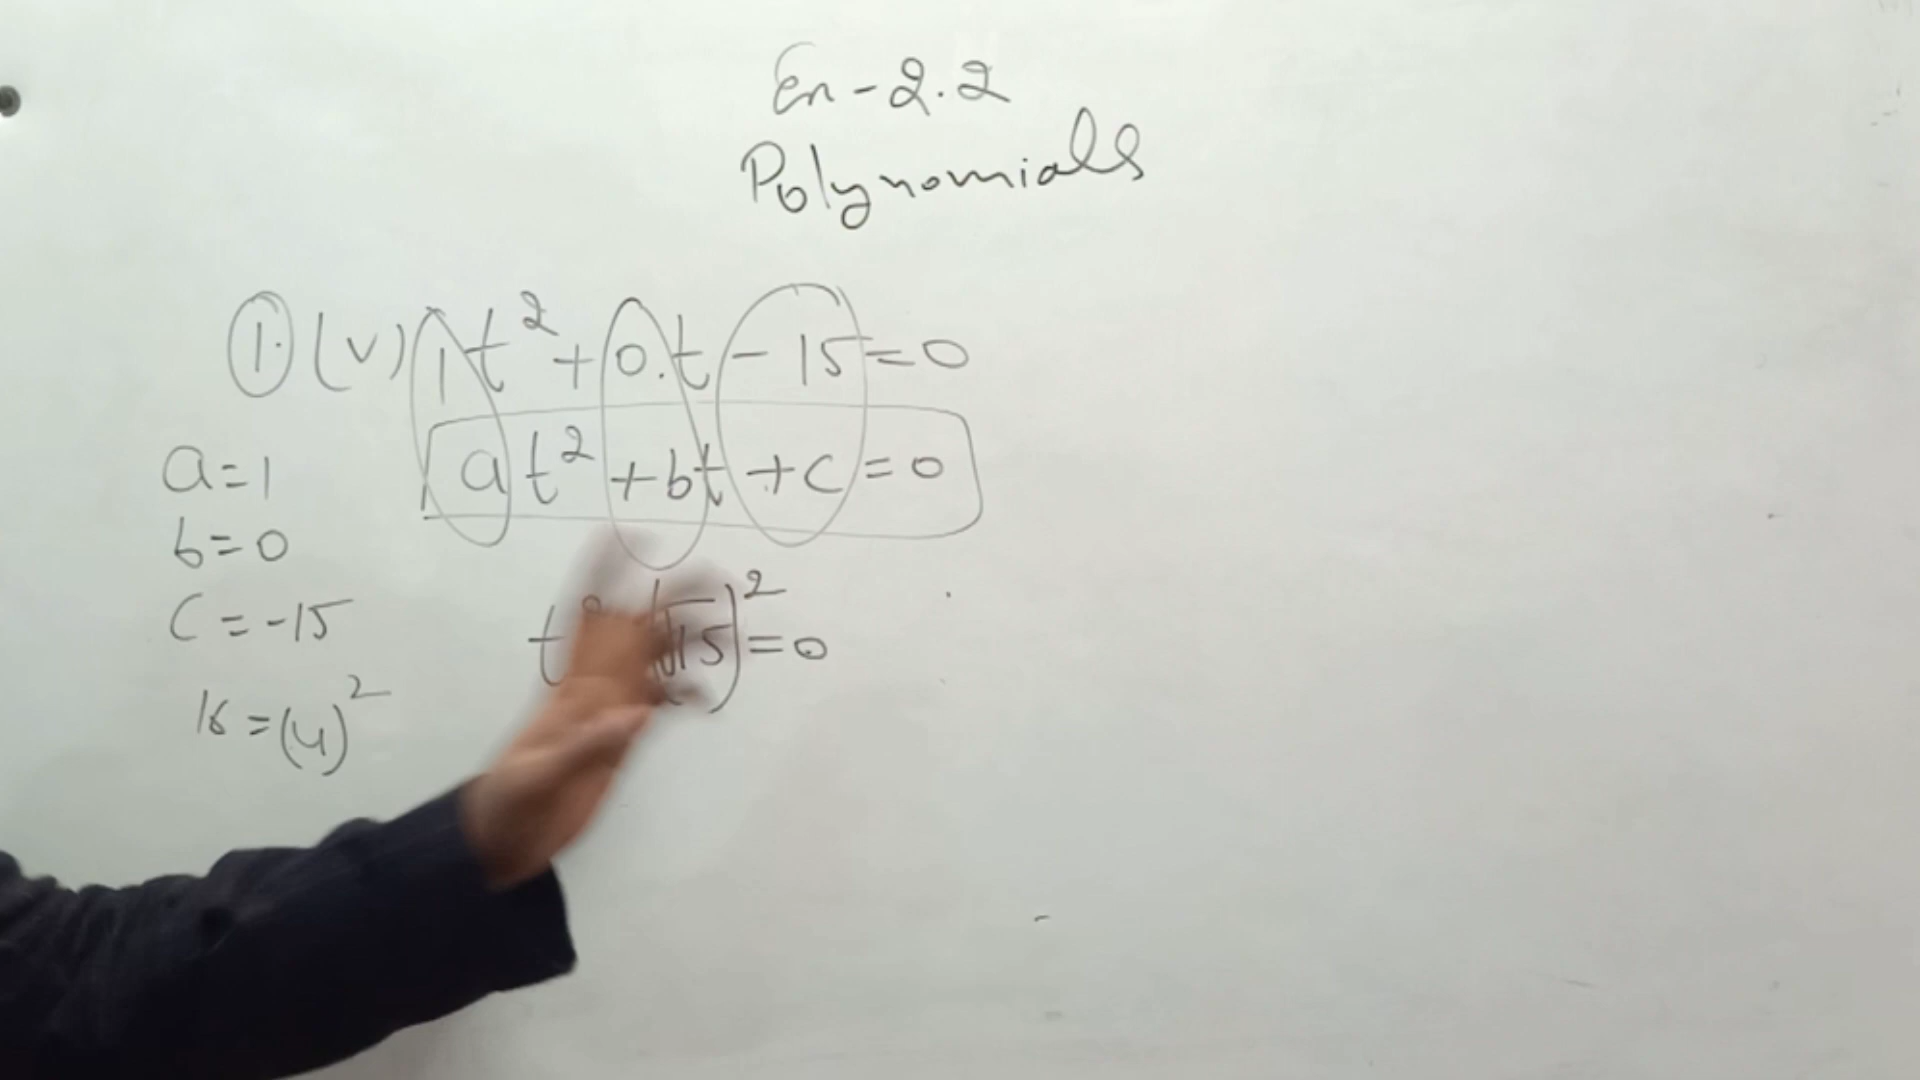 En-2.2
Polynomials
1. (v) 1t²+0.t-15=0
at²+bt+c=0
a=1
b=0
c=-15
16=(4)²
t² (√15)²=0